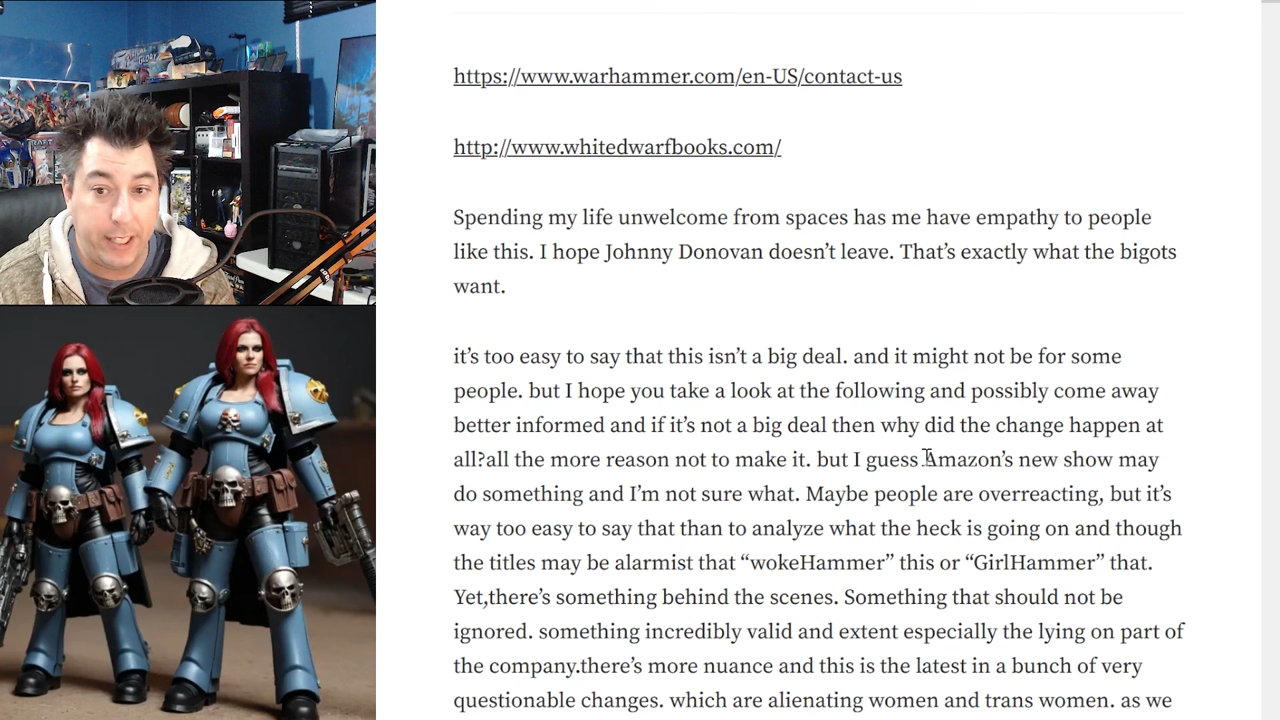 https://www.warhammer.com/en-US/contact-us
http://www.whitedwarfbooks.com/
Spending my life unwelcome from spaces has me have empathy to people
like this. I hope Johnny Donovan doesn’t leave. That’s exactly what the bigots
want.
it’s too easy to say that this isn’t a big deal. and it might not be for some
people. but I hope you take a look at the following and possibly come away
better informed and if it’s not a big deal then why did the change happen at
all?all the more reason not to make it. but I guess Amazon’s new show may
do something and I’m not sure what. Maybe people are overreacting, but it’s
way too easy to say that than to analyze what the heck is going on and though
the titles may be alarmist that “wokeHammer” this or “GirlHammer” that.
Yet,there’s something behind the scenes. Something that should not be
ignored. something incredibly valid and extent especially the lying on part of
the company.there’s more nuance and this is the latest in a bunch of very
questionable changes. which are alienating women and trans women. as we